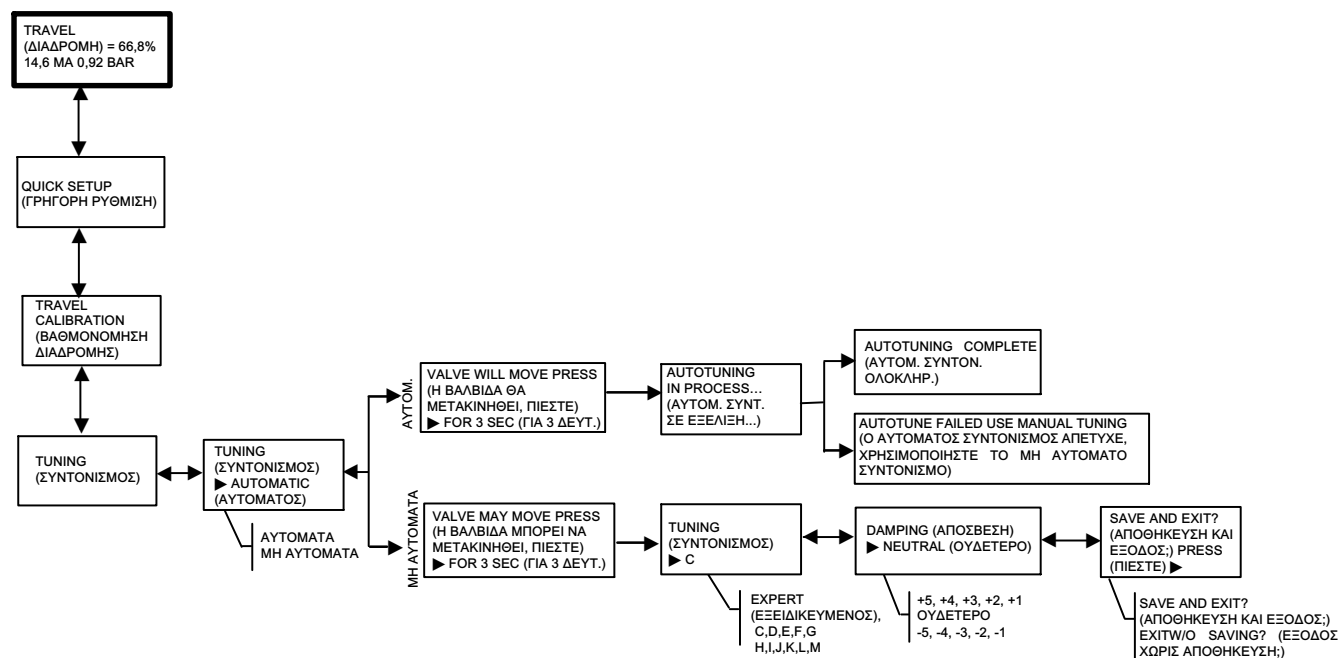 TRAVEL
(ΔΙΑΔΡΟΜΗ) = 66,8%
14,6 MA 0,92 BAR
QUICK SETUP
(ΓΡΗΓΟΡΗ ΡΥΘΜΙΣΗ)
TRAVEL
CALIBRATION
(ΒΑΘΜΟΝΟΜΗΣΗ
ΔΙΑΔΡΟΜΗΣ)
TUNING
(ΣΥΝΤΟΝΙΣΜΟΣ)
TUNING
(ΣΥΝΤΟΝΙΣΜΟΣ)
▶ AUTOMATIC
(ΑΥΤΟΜΑΤΟΣ)
ΑΥΤΟΜΑΤΑ
ΜΗ ΑΥΤΟΜΑΤΑ
ΑΥΤΟΜ.
VALVE WILL MOVE PRESS
(Η ΒΑΛΒΙΔΑ ΘΑ
ΜΕΤΑΚΙΝΗΘΕΙ, ΠΙΕΣΤΕ)
▶ FOR 3 SEC (ΓΙΑ 3 ΔΕΥΤ.)
AUTOTUNING
IN PROCESS...
(ΑΥΤΟΜ. ΣΥΝΤ.
ΣΕ ΕΞΕΛΙΞΗ...)
AUTOTUNING COMPLETE
(ΑΥΤΟΜ. ΣΥΝΤΟΝ.
ΟΛΟΚΛΗΡ.)
AUTOTUNE FAILED USE MANUAL TUNING
(Ο ΑΥΤΟΜΑΤΟΣ ΣΥΝΤΟΝΙΣΜΟΣ ΑΠΕΤΥΧΕ,
ΧΡΗΣΙΜΟΠΟΙΗΣΤΕ ΤΟ ΜΗ ΑΥΤΟΜΑΤΟ
ΣΥΝΤΟΝΙΣΜΟ)
ΜΗ ΑΥΤΟΜΑΤΑ
VALVE MAY MOVE PRESS
(Η ΒΑΛΒΙΔΑ ΜΠΟΡΕΙ ΝΑ
ΜΕΤΑΚΙΝΗΘΕΙ, ΠΙΕΣΤΕ)
▶ FOR 3 SEC (ΓΙΑ 3 ΔΕΥΤ.)
TUNING
(ΣΥΝΤΟΝΙΣΜΟΣ)
▶ C
EXPERT
(ΕΞΕΙΔΙΚΕΥΜΕΝΟΣ),
C,D,E,F,G
H,I,J,K,L,M
DAMPING (ΑΠΟΣΒΕΣΗ)
▶ NEUTRAL (ΟΥΔΕΤΕΡΟ)
+5, +4, +3, +2, +1
ΟΥΔΕΤΕΡΟ
-5, -4, -3, -2, -1
SAVE AND EXIT?
(ΑΠΟΘΗΚΕΥΣΗ ΚΑΙ
ΕΞΟΔΟΣ;) PRESS
(ΠΙΕΣΤΕ) ▶
SAVE AND EXIT?
(ΑΠΟΘΗΚΕΥΣΗ ΚΑΙ ΕΞΟΔΟΣ;)
EXITW/O SAVING? (ΕΞΟΔΟΣ
ΧΩΡΙΣ ΑΠΟΘΗΚΕΥΣΗ;)